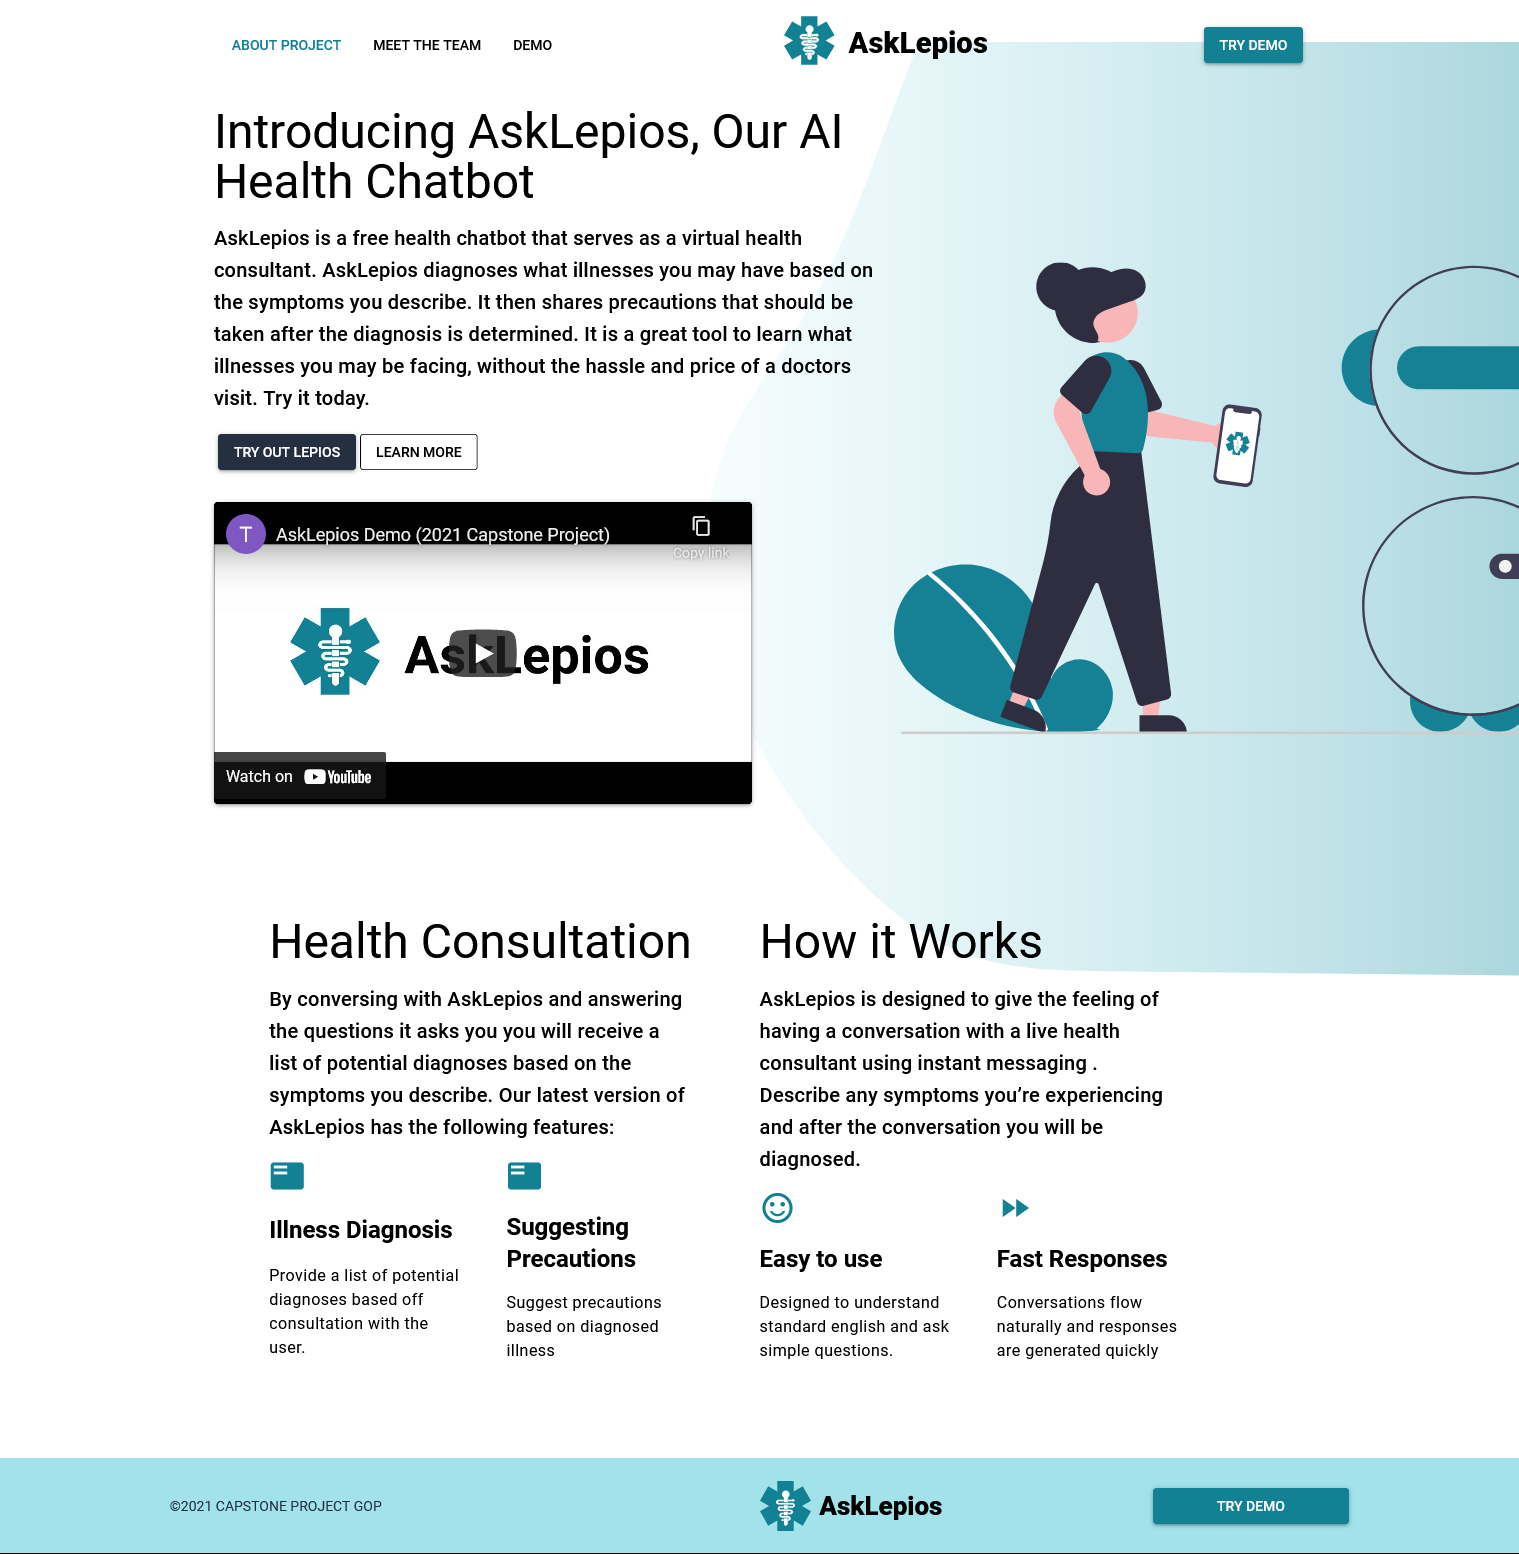 ABOUT PROJECT
MEET THE TEAM
DEMO
AskLepios
TRY DEMO
Introducing AskLepios, Our AI
Health Chatbot
AskLepios is a free health chatbot that serves as a virtual health
consultant. AskLepios diagnoses what illnesses you may have based on
the symptoms you describe. It then shares precautions that should be
taken after the diagnosis is determined. It is a great tool to learn what
illnesses you may be facing, without the hassle and price of a doctors
visit. Try it today.
TRY OUT LEPIOS
LEARN MORE
T
AskLepios Demo (2021 Capstone Project)
Copy link
AskLepios
Watch on YouTube
Health Consultation
By conversing with AskLepios and answering
the questions it asks you you will receive a
list of potential diagnoses based on the
symptoms you describe. Our latest version of
AskLepios has the following features:
Illness Diagnosis
Provide a list of potential
diagnoses based off
consultation with the
user.
Suggesting
Precautions
Suggest precautions
based on diagnosed
illness
How it Works
AskLepios is designed to give the feeling of
having a conversation with a live health
consultant using instant messaging .
Describe any symptoms you’re experiencing
and after the conversation you will be
diagnosed.
Easy to use
Designed to understand
standard english and ask
simple questions.
Fast Responses
Conversations flow
naturally and responses
are generated quickly
©2021 CAPSTONE PROJECT GOP
AskLepios
TRY DEMO